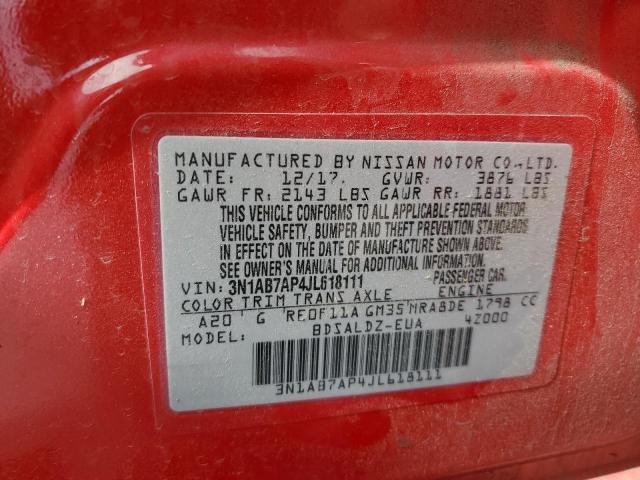 MANUFACTURED BY NISSAN MOTOR CO.,LTD.
DATE: 12/17. GVWR: 3876 LBS
GAWR FR: 2143 LBS GAWR RR: 1881 LBS
THIS VEHICLE CONFORMS TO ALL APPLICABLE FEDERAL MOTOR
VEHICLE SAFETY, BUMPER AND THEFT PREVENTION STANDARDS
IN EFFECT ON THE DATE OF MANUFACTURE SHOWN ABOVE.
SEE OWNER'S MANUAL FOR ADDITIONAL INFORMATION.
VIN: 3N1AB7AP4JL618111 PASSENGER CAR.
COLOR TRIM TRANS AXLE ENGINE
A20 G RE0F11A GM35 MRA8DE 1798 CC
MODEL: BDSALDZ-EUA 42000
3N1AB7AP4JL618111